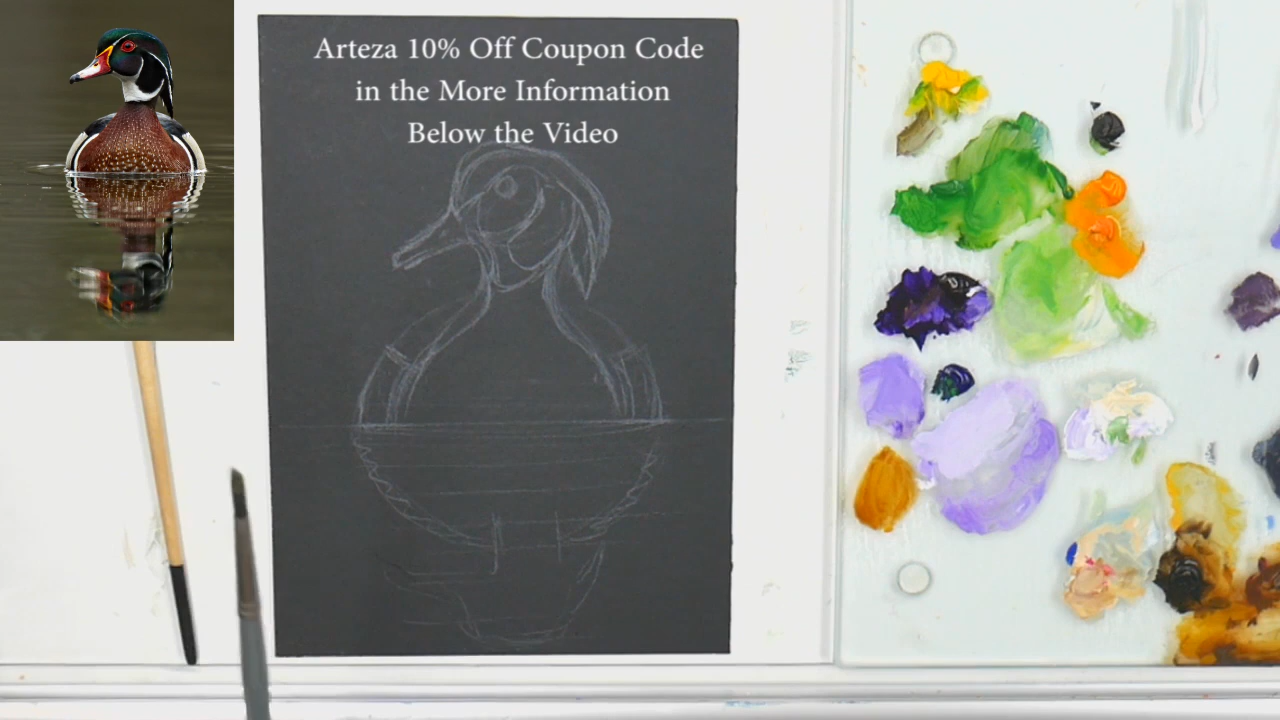 Arteza 10% Off Coupon Code
in the More Information
Below the Video